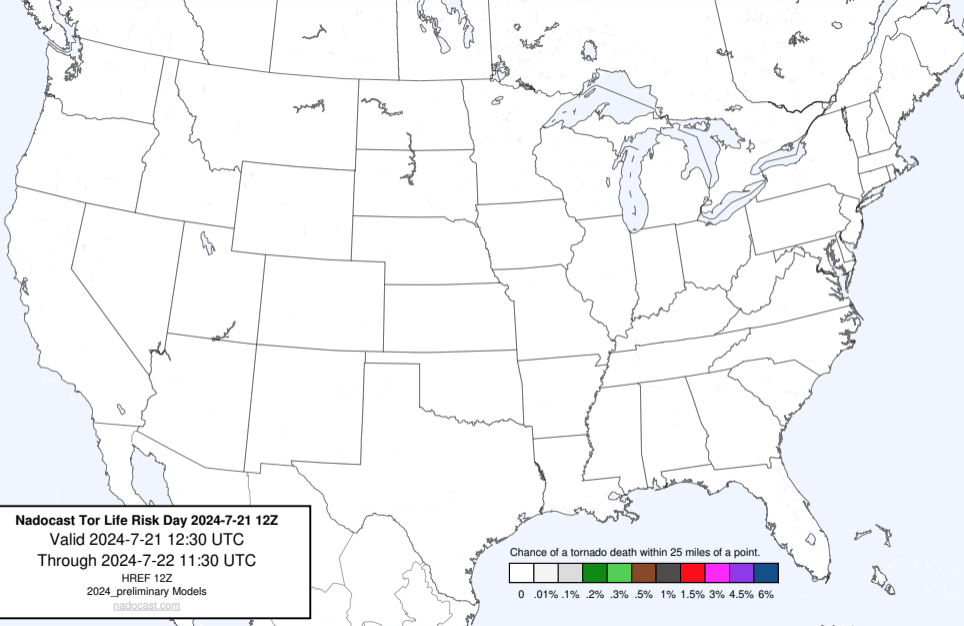 Nadocast Tor Life Risk Day 2024-7-21 12Z
Valid 2024-7-21 12:30 UTC
Through 2024-7-22 11:30 UTC
HREF 12Z
2024_preliminary Models
nadocast.com
Chance of a tornado death within 25 miles of a point.
0 .01% .1% .2% .3% .5% 1% 1.5% 3% 4.5% 6%